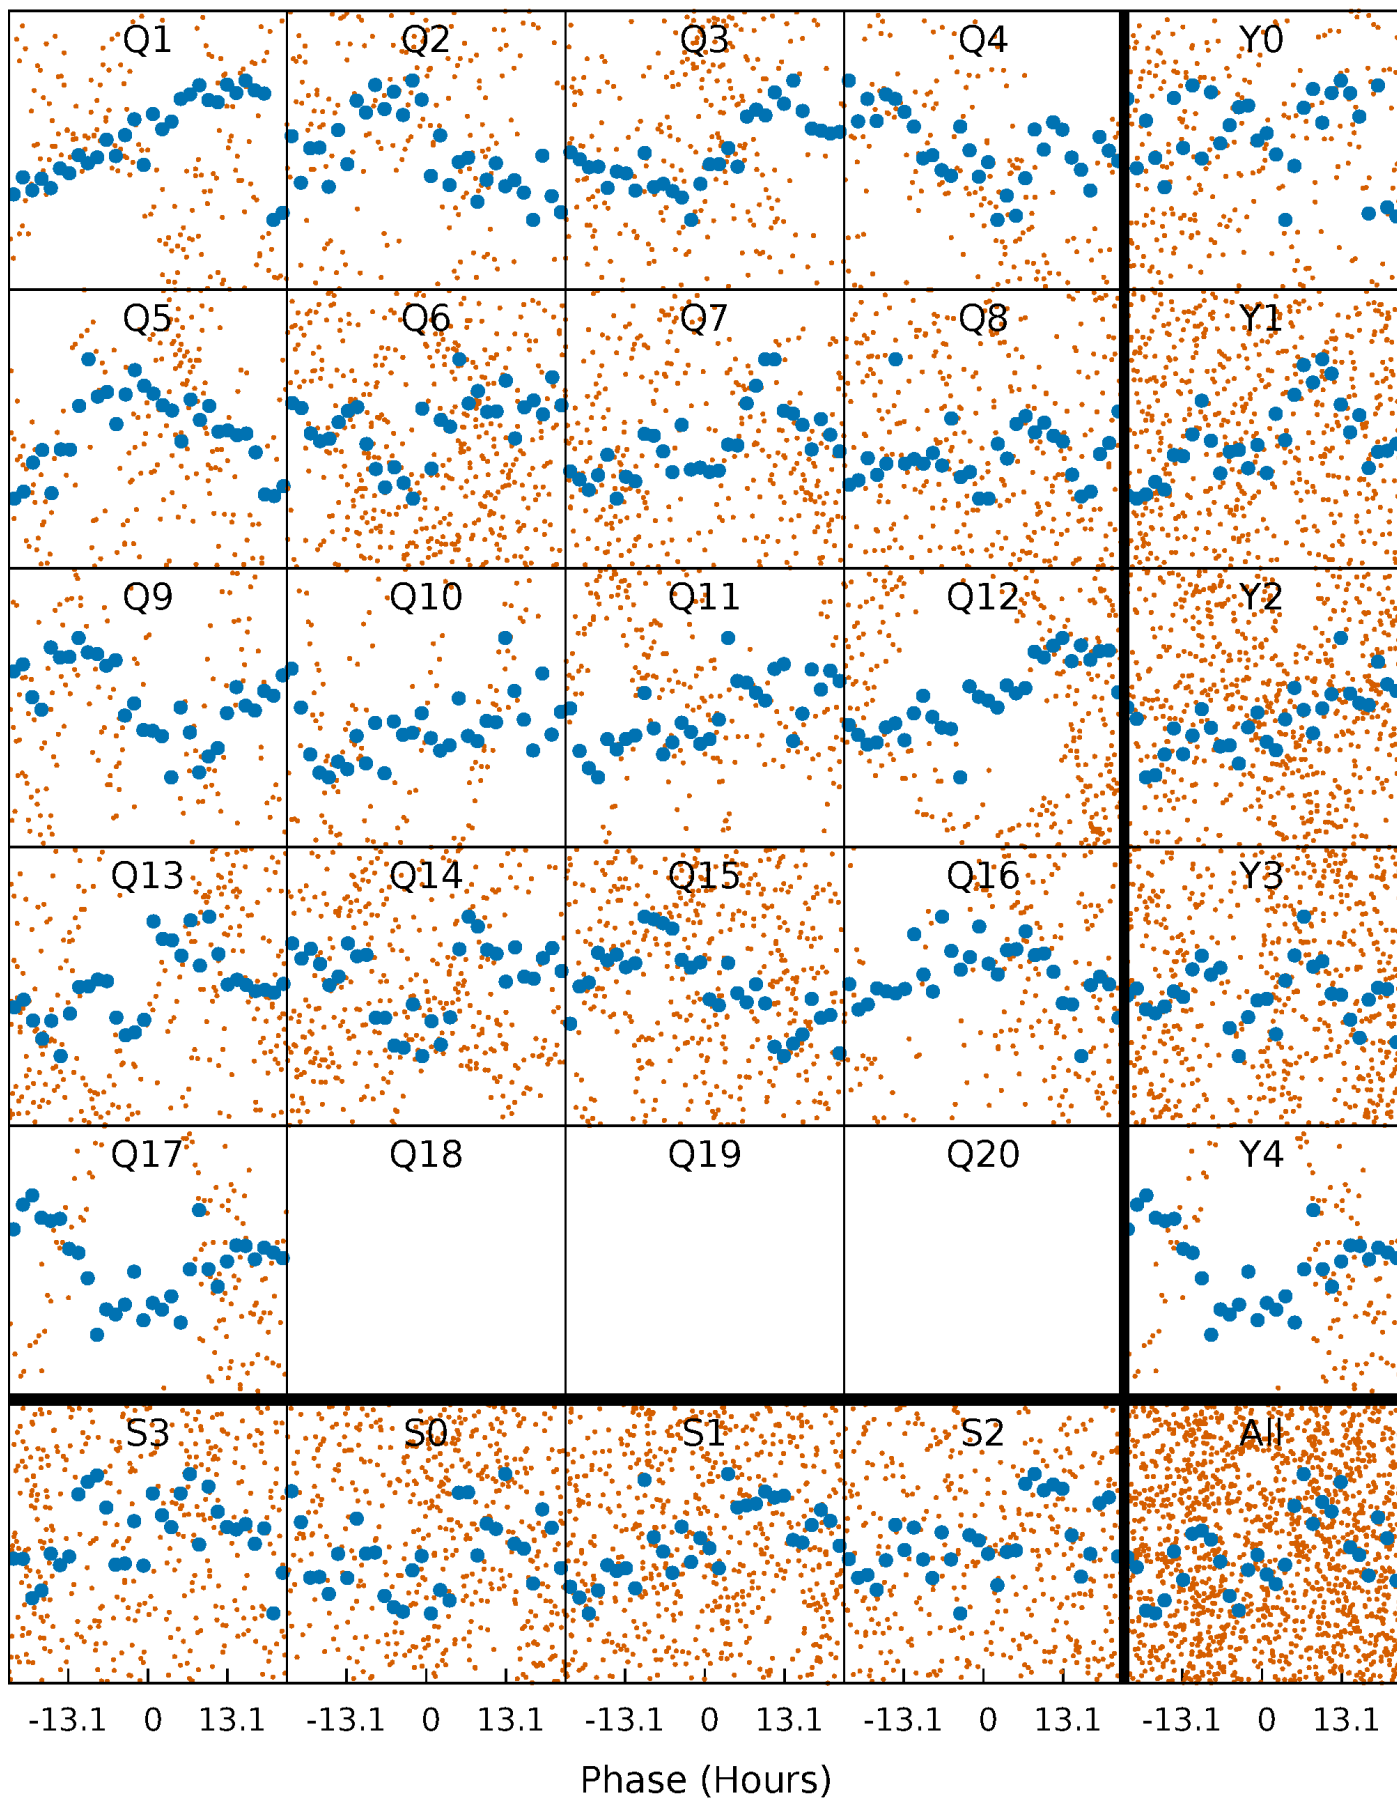 Q1 Q2 Q3 Q4 Y0
Q5 Q6 Q7 Q8 Y1
Q9 Q10 Q11 Q12 Y2
Q13 Q14 Q15 Q16 Y3
Q17 Q18 Q19 Q20 Y4
S3 S0 S1 S2 All
-13.1 0 13.1 -13.1 0 13.1 -13.1 0 13.1 -13.1 0 13.1 -13.1 0 13.1
Phase (Hours)